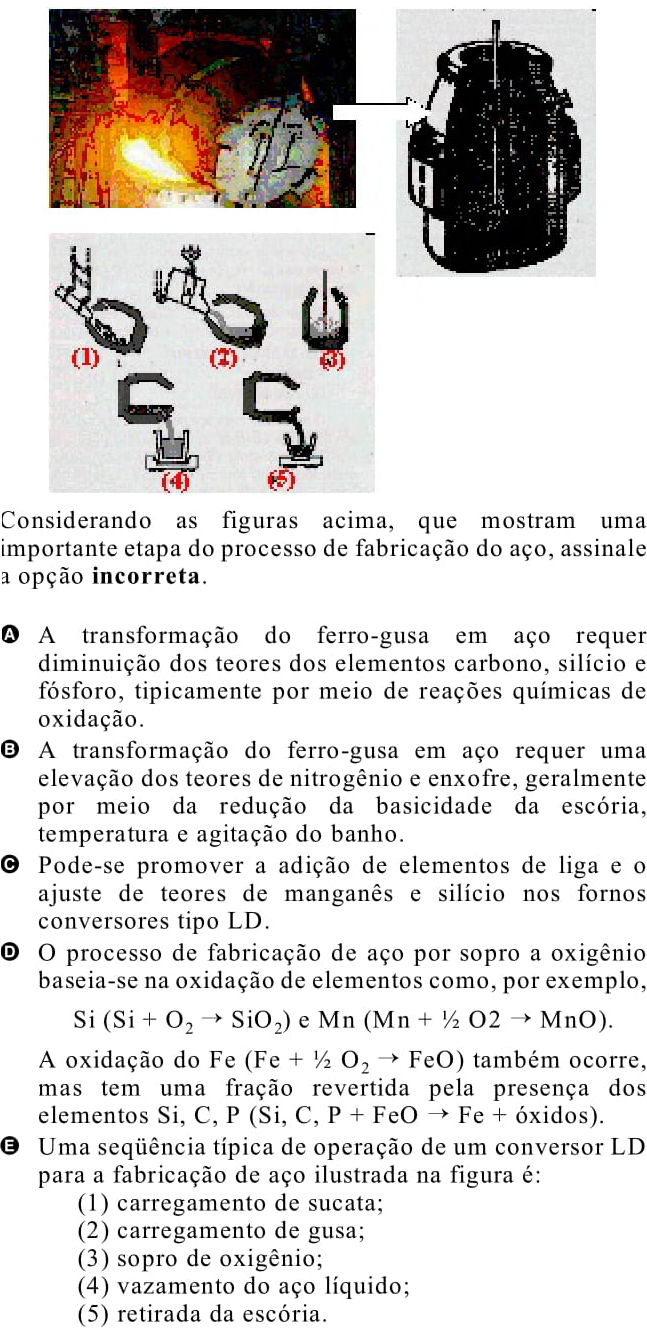 (1)
(2)
(3)
(4)
(5)
Considerando as figuras acima, que mostram uma
importante etapa do processo de fabricação do aço, assinale
a opção incorreta.
A A transformação do ferro-gusa em aço requer
diminuição dos teores dos elementos carbono, silício e
fósforo, tipicamente por meio de reações químicas de
oxidação.
B A transformação do ferro-gusa em aço requer uma
elevação dos teores de nitrogênio e enxofre, geralmente
por meio da redução da basicidade da escória,
temperatura e agitação do banho.
C Pode-se promover a adição de elementos de liga e o
ajuste de teores de manganês e silício nos fornos
conversores tipo LD.
D O processo de fabricação de aço por sopro a oxigênio
baseia-se na oxidação de elementos como, por exemplo,
Si (Si + O₂ → SiO₂) e Mn (Mn + ½ O2 → MnO).
A oxidação do Fe (Fe + ½ O₂ → FeO) também ocorre,
mas tem uma fração revertida pela presença dos
elementos Si, C, P (Si, C, P + FeO → Fe + óxidos).
E Uma seqüência típica de operação de um conversor LD
para a fabricação de aço ilustrada na figura é:
(1) carregamento de sucata;
(2) carregamento de gusa;
(3) sopro de oxigênio;
(4) vazamento do aço líquido;
(5) retirada da escória.